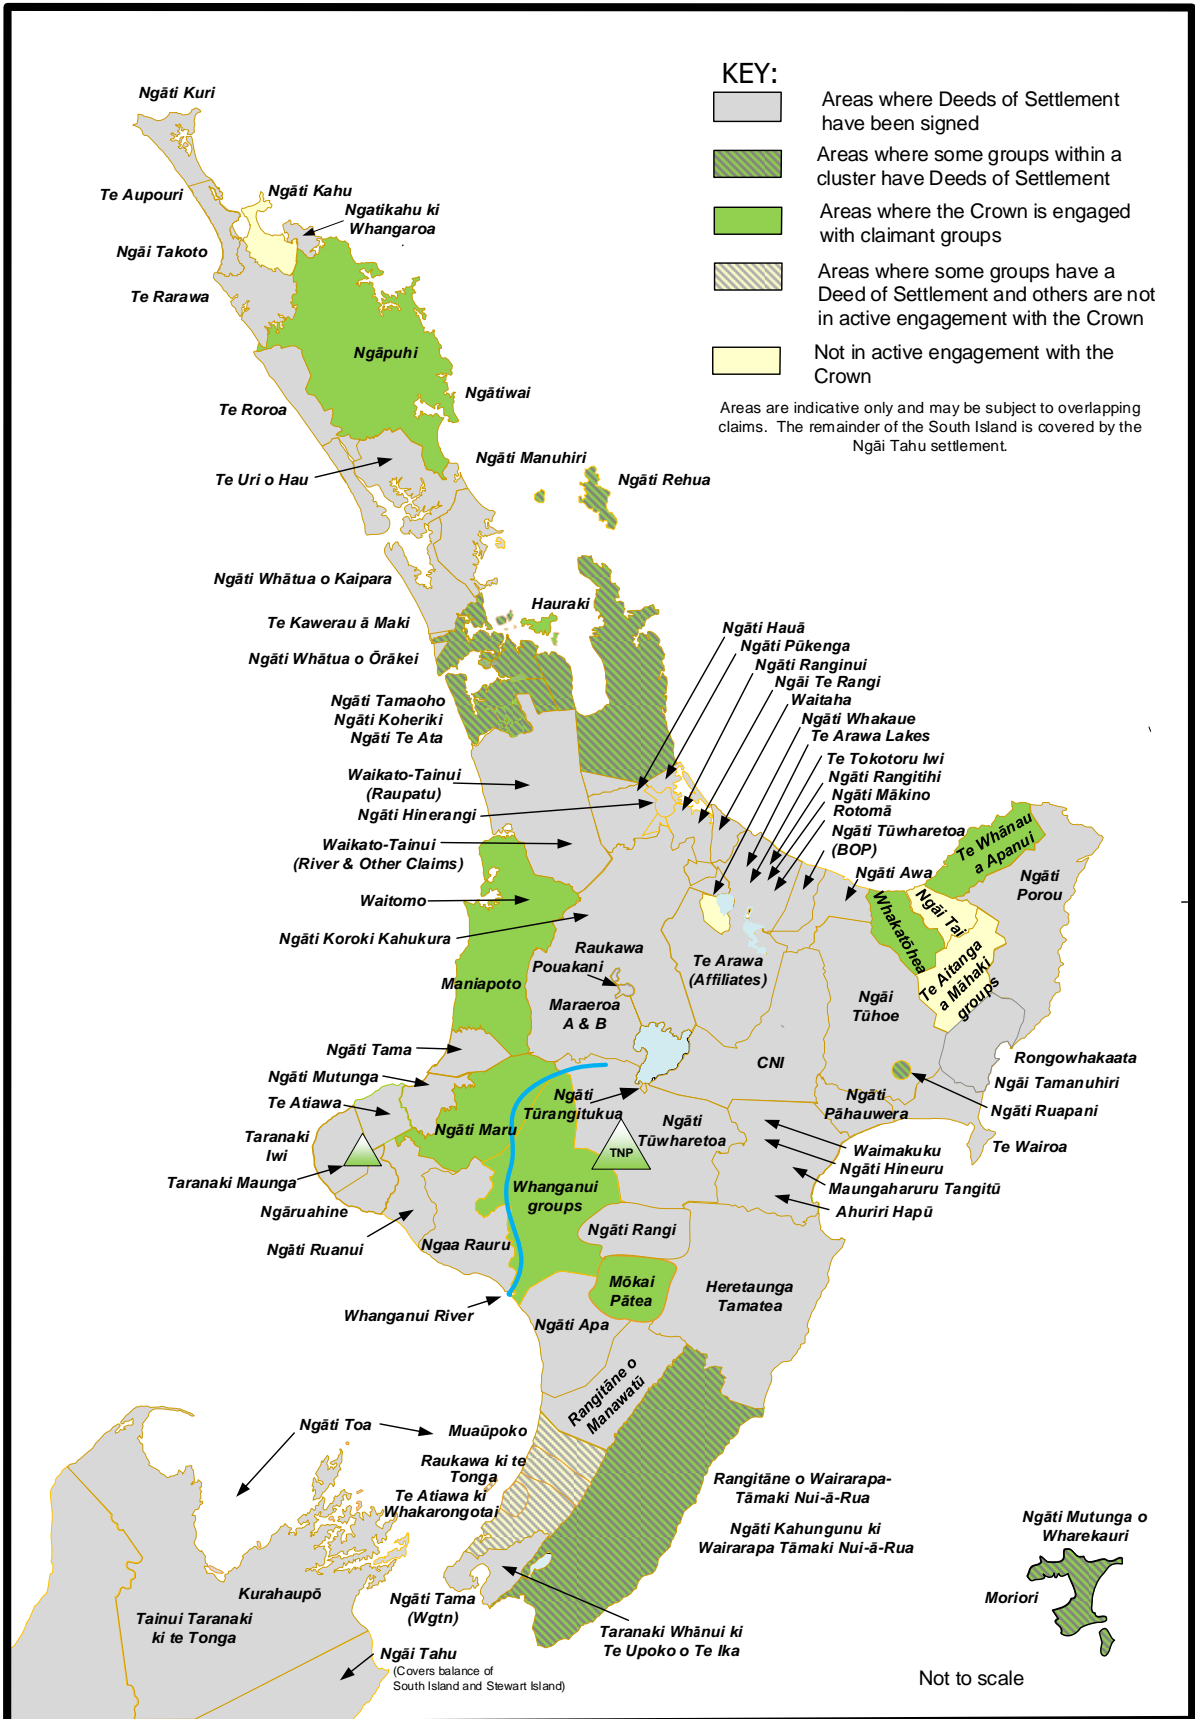 KEY:
Areas where Deeds of Settlement
have been signed
Areas where some groups within a
cluster have Deeds of Settlement
Areas where the Crown is engaged
with claimant groups
Areas where some groups have a
Deed of Settlement and others are not
in active engagement with the Crown
Not in active engagement with the
Crown
Areas are indicative only and may be subject to overlapping
claims. The remainder of the South Island is covered by the
Ngāi Tahu settlement.
Ngāti Kuri
Te Aupouri
Ngāti Kahu
Ngatikahu ki
Whangaroa
Ngāi Takoto
Te Rarawa
Ngāpuhi
Ngātiwai
Te Roroa
Ngāti Manuhiri
Te Uri o Hau
Ngāti Rehua
Ngāti Whātua o Kaipara
Hauraki
Te Kawerau ā Maki
Ngāti Whātua o Ōrākei
Ngāti Tamaoho
Ngāti Koheriki
Ngāti Te Ata
Ngāti Hauā
Ngāti Pūkenga
Ngāti Ranginui
Ngāi Te Rangi
Waitaha
Ngāti Whakaue
Te Arawa Lakes
Te Tokotoru Iwi
Ngāti Rangitihi
Ngāti Mākino
Rotomā
Ngāti Tūwharetoa
(BOP)
Ngāti Awa
Waikato-Tainui
(Raupatu)
Ngāti Hinerangi
Waikato-Tainui
(River & Other Claims)
Waitomo
Ngāti Koroki Kahukura
Te Whānau
a Apanui
Ngāti
Porou
Ngāi Tai
Whakatōhea
Te Aitanga
a Māhaki
groups
Raukawa
Pouakani
Te Arawa
(Affiliates)
Maniapoto
Maraeroa
A & B
Ngāi
Tūhoe
Ngāti Tama
CNI
Rongowhakaata
Ngāti Mutunga
Ngāi Tamanuhiri
Te Atiawa
Ngāti
Tūrangitukua
Ngāti
Pāhauwera
Ngāti Ruapani
Ngāti Maru
Ngāti
Tūwharetoa
Taranaki
Iwi
TNP
Waimakuku
Te Wairoa
Ngāti Hineuru
Taranaki Maunga
Whanganui
groups
Maungaharuru Tangitū
Ngāruahine
Ahuriri Hapū
Ngāti Ruanui
Ngaa Rauru
Ngāti Rangi
Mōkai
Pātea
Heretaunga
Tamatea
Whanganui River
Ngāti Apa
Rangitāne o
Manawatū
Ngāti Toa
Muaūpoko
Raukawa ki te
Tonga
Te Atiawa ki
Whakarongotai
Rangitāne o Wairarapa-
Tāmaki Nui-ā-Rua
Ngāti Kahungunu ki
Wairarapa Tāmaki Nui-ā-Rua
Ngāti Mutunga o
Wharekauri
Moriori
Kurahaupō
Ngāti Tama
(Wgtn)
Tainui Taranaki
ki te Tonga
Taranaki Whānui ki
Te Upoko o Te Ika
Ngāi Tahu
(Covers balance of
South Island and Stewart Island)
Not to scale